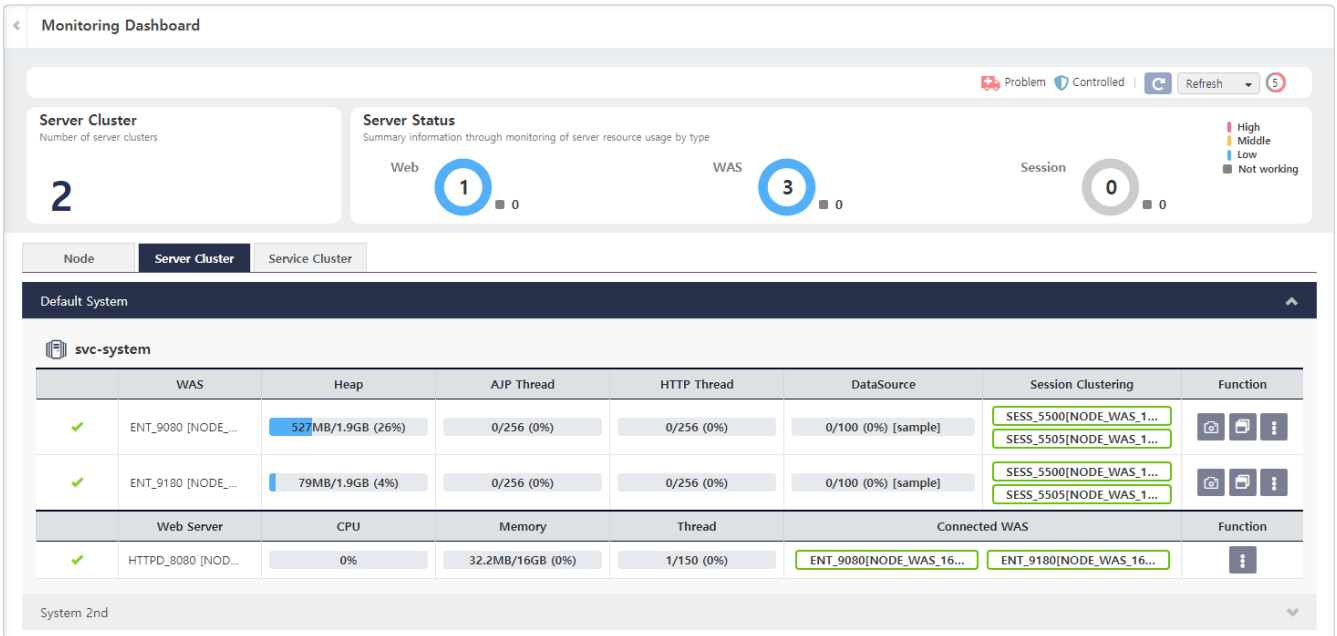 Monitoring Dashboard
Problem Controlled Refresh 5
Server Cluster
Number of server clusters
2
Server Status
Summary information through monitoring of server resource usage by type
Web 1 0
WAS 3 0
Session 0 0
High
Middle
Low
Not working
Node Server Cluster Service Cluster
Default System
svc-system
WAS Heap AJP Thread HTTP Thread DataSource Session Clustering Function
ENT_9080 [NODE_... 527MB/1.9GB (26%) 0/256 (0%) 0/256 (0%) 0/100 (0%) [sample] SESS_5500[NODE_WAS_1...
SESS_5505[NODE_WAS_1...
ENT_9180 [NODE_... 79MB/1.9GB (4%) 0/256 (0%) 0/256 (0%) 0/100 (0%) [sample] SESS_5500[NODE_WAS_1...
SESS_5505[NODE_WAS_1...
Web Server CPU Memory Thread Connected WAS Function
HTTPD_8080 [NOD... 0% 32.2MB/16GB (0%) 1/150 (0%) ENT_9080[NODE_WAS_16... ENT_9180[NODE_WAS_16...
System 2nd